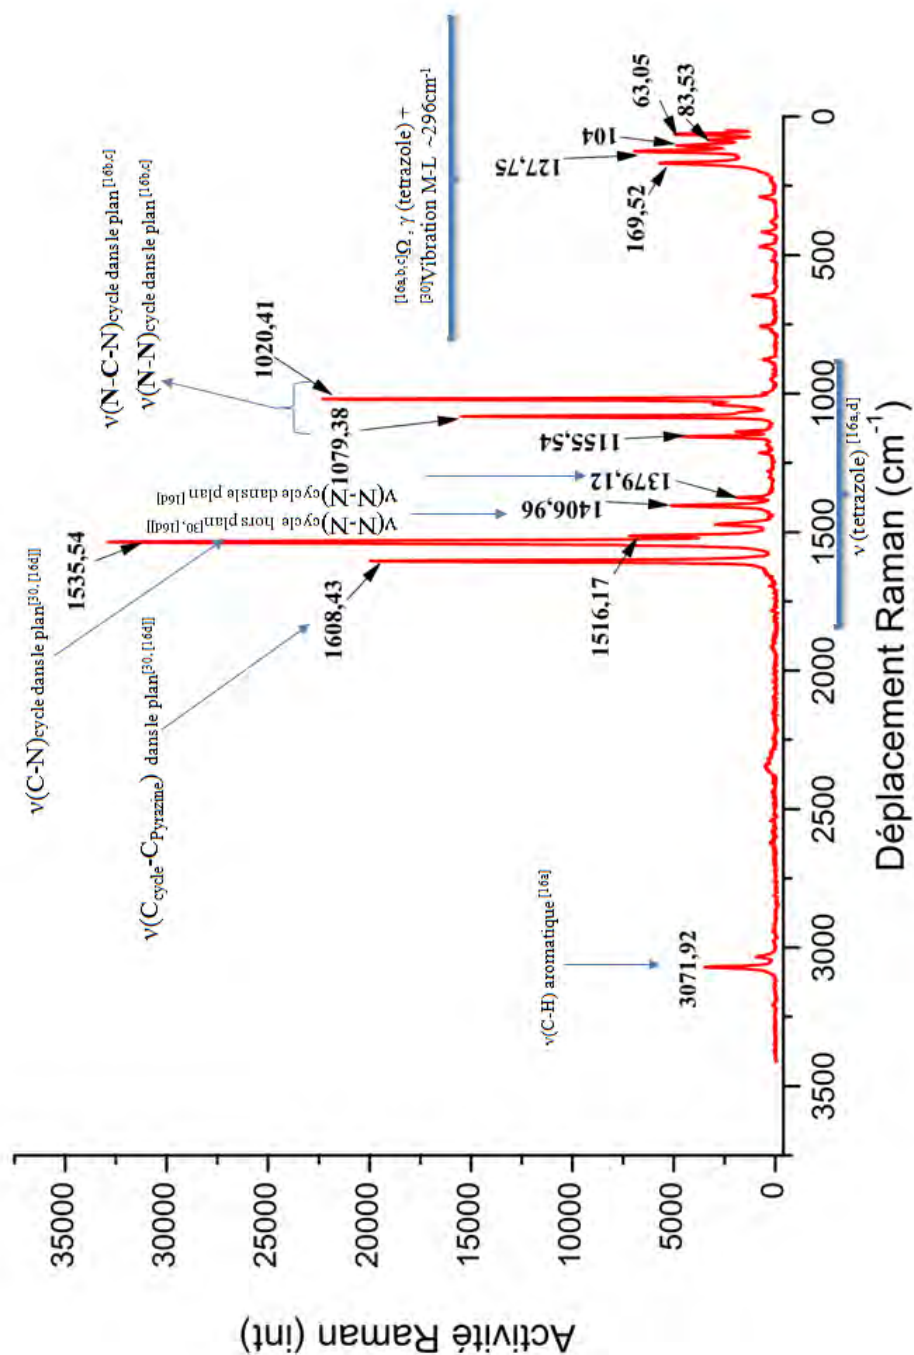 Activité Raman (int)
35000
30000
25000
20000
15000
10000
5000
0
ν(C-N)cycle dans le plan[30, [16d]]
1535,54
ν(Ccycle-CPyrazine) dans le plan[30, [16d]]
1608,43
ν(N-C-N)cycle dans le plan[16b,c]
ν(N-N)cycle dans le plan[16b,c]
1020,41
1079,38
ν(N-N)cycle dans le plan [16d]
ν(N-N)cycle hors plan[30, [16d]]
[16a,b,c]Ω, γ (tetrazole) +
[30]Vibration M-L ~296cm-1
ν(C-H) aromatique [16a]
3071,92
1516,17
1406,96
1379,12
1155,54
169,52
127,75
104
63,05
83,53
3500
3000
2500
2000
1500
1000
500
0
ν (tetrazole) [16a,d]
Déplacement Raman (cm-1)